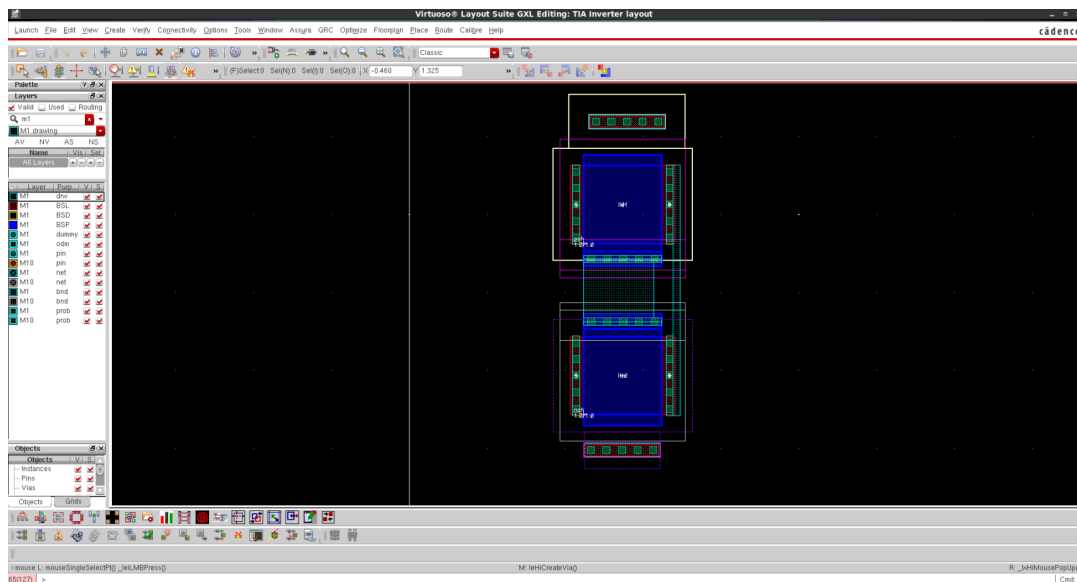 Virtuoso® Layout Suite GXL Editing: TIA Inverter layout
Launch File Edit View Create Verify Connectivity Options Tools Window Assura QRC Optimize Floorplan Place Route Calibre Help
cādence
Classic
(F)Select:0 Sel(N):0 Sel(I):0 Sel(O):0 X -0.460 Y 1.325
Palette
Layers
Valid Used Routing
m1
M1 drawing
AV NV AS NS
Name Vis Sel
All Layers
Layer Purp V S
M1 drw
M1 BSL
M1 BSD
M1 BSP
M1 dummy
M1 odm
M1 pin
M10 pin
M1 net
M10 net
M1 bnd
M10 bnd
M1 prob
M10 prob
Objects
Objects V S
Instances
Pins
Vias
Objects Grids
mouse L: mouseSingleSelectPt() _leiLMBPress()
M: leHiCreateVia()
R: _lxHiMousePopUp
65(127) >
Cmd: